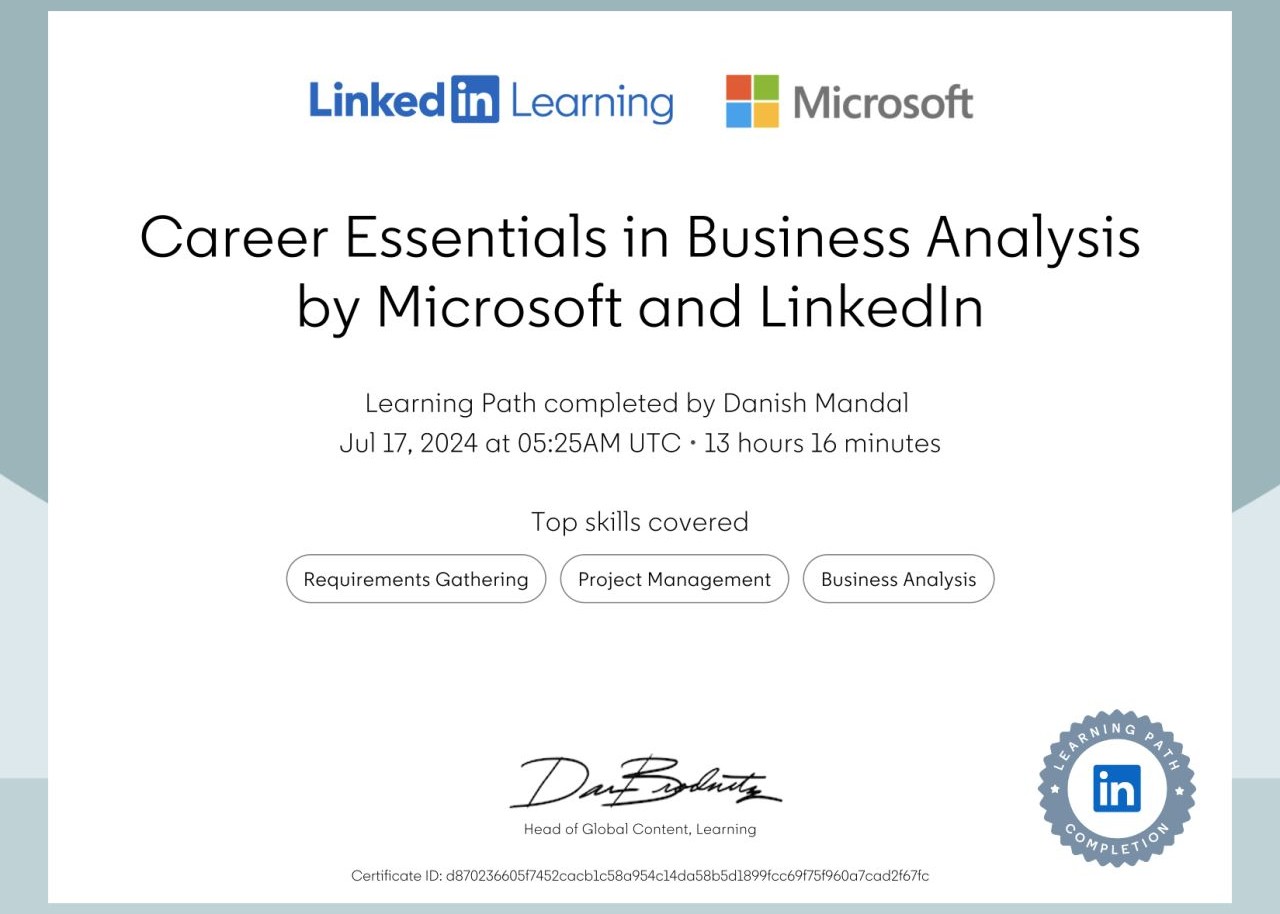 LinkedIn Learning Microsoft
Career Essentials in Business Analysis
by Microsoft and LinkedIn
Learning Path completed by Danish Mandal
Jul 17, 2024 at 05:25AM UTC • 13 hours 16 minutes
Top skills covered
Requirements Gathering Project Management Business Analysis
Dan Brodnitz
Head of Global Content, Learning
LEARNING PATH
in
COMPLETION
Certificate ID: d870236605f7452cacb1c58a954c14da58b5d1899fcc69f75f960a7cad2f67fc